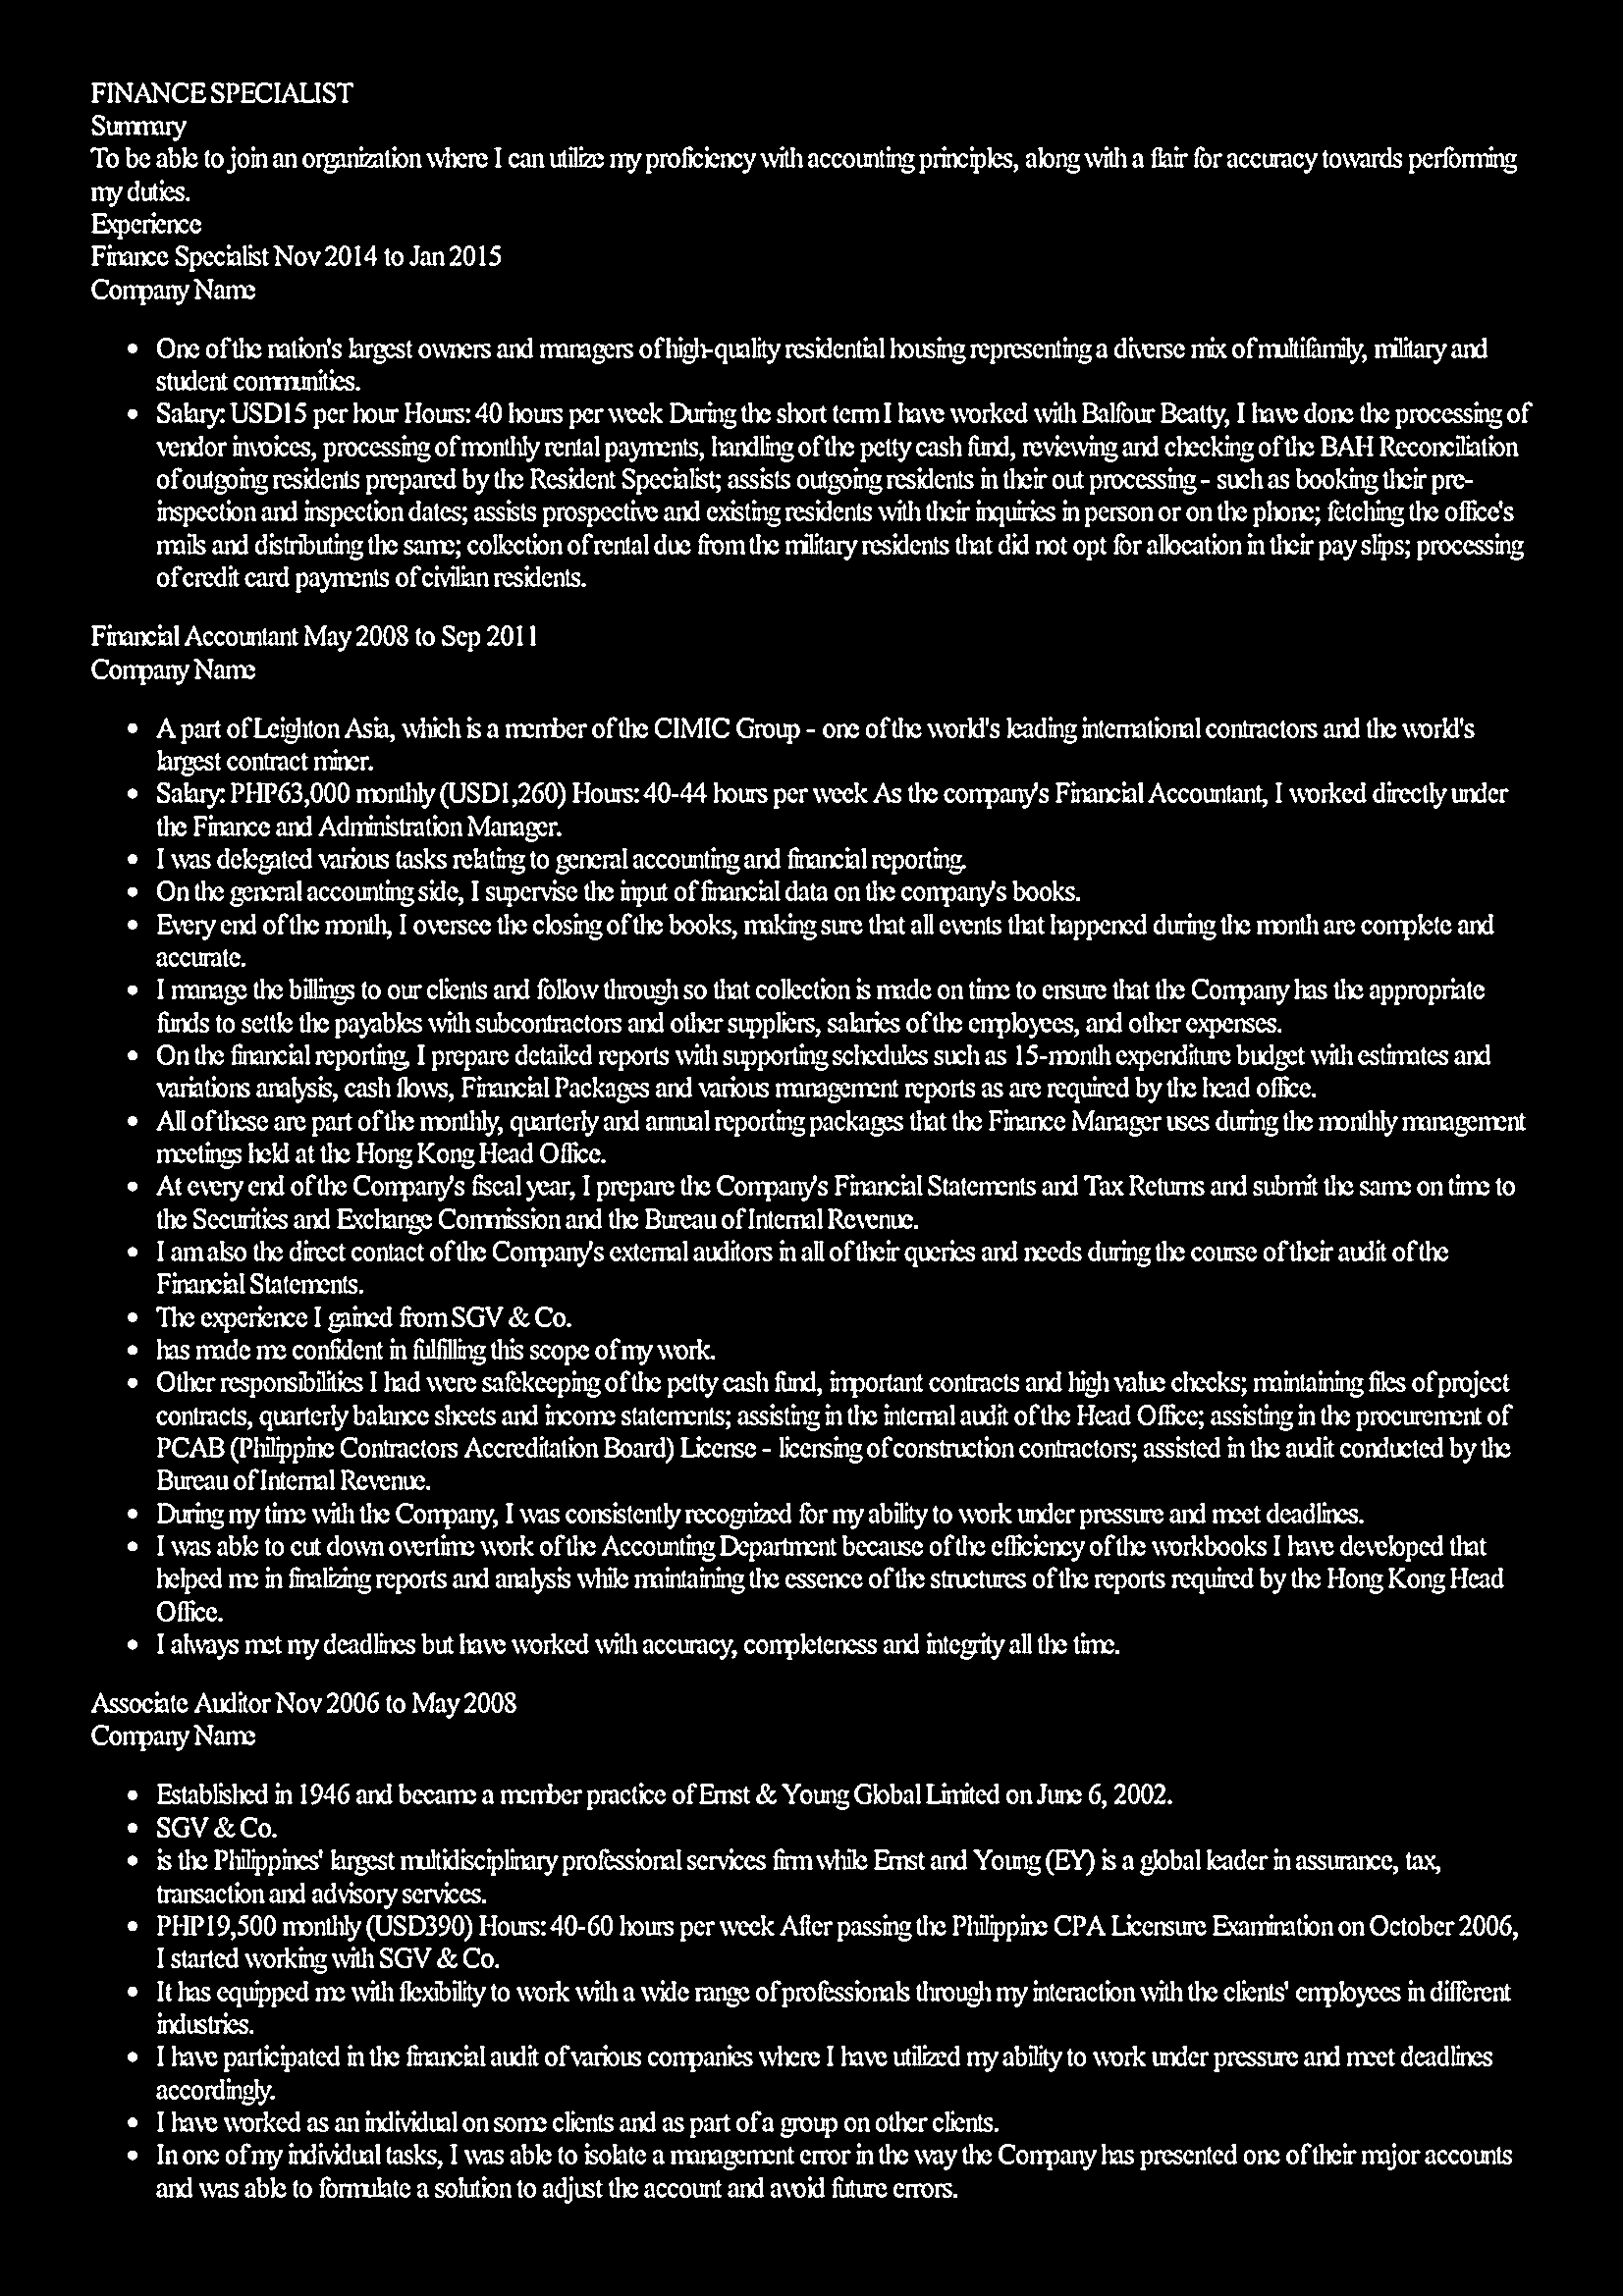 FINANCE SPECIALIST
Summary
To be able to join an organization where I can utilize my proficiency with accounting principles, along with a flair for accuracy towards performing
my duties.
Experience
Finance Specialist Nov 2014 to Jan 2015
Company Name
• One of the nation's largest owners and managers of high-quality residential housing representing a diverse mix of multifamily, military and
student communities.
• Salary: USD15 per hour Hours: 40 hours per week During the short term I have worked with Balfour Beatty, I have done the processing of
vendor invoices, processing of monthly rental payments, handling of the petty cash fund, reviewing and checking of the BAH Reconciliation
of outgoing residents prepared by the Resident Specialist; assists outgoing residents in their out processing - such as booking their pre-
inspection and inspection dates; assists prospective and existing residents with their inquiries in person or on the phone; fetching the office's
mails and distributing the same; collection of rental due from the military residents that did not opt for allocation in their pay slips; processing
of credit card payments of civilian residents.
Financial Accountant May 2008 to Sep 2011
Company Name
• A part of Leighton Asia, which is a member of the CIMIC Group - one of the world's leading international contractors and the world's
largest contract miner.
• Salary: PHP63,000 monthly (USD1,260) Hours: 40-44 hours per week As the company's Financial Accountant, I worked directly under
the Finance and Administration Manager.
• I was delegated various tasks relating to general accounting and financial reporting.
• On the general accounting side, I supervise the input of financial data on the company's books.
• Every end of the month, I oversee the closing of the books, making sure that all events that happened during the month are complete and
accurate.
• I manage the billings to our clients and follow through so that collection is made on time to ensure that the Company has the appropriate
funds to settle the payables with subcontractors and other suppliers, salaries of the employees, and other expenses.
• On the financial reporting, I prepare detailed reports with supporting schedules such as 15-month expenditure budget with estimates and
variations analysis, cash flows, Financial Packages and various management reports as are required by the head office.
• All of these are part of the monthly, quarterly and annual reporting packages that the Finance Manager uses during the monthly management
meetings held at the Hong Kong Head Office.
• At every end of the Company's fiscal year, I prepare the Company's Financial Statements and Tax Returns and submit the same on time to
the Securities and Exchange Commission and the Bureau of Internal Revenue.
• I am also the direct contact of the Company's external auditors in all of their queries and needs during the course of their audit of the
Financial Statements.
• The experience I gained from SGV & Co.
• has made me confident in fulfilling this scope of my work.
• Other responsibilities I had were safekeeping of the petty cash fund, important contracts and high value checks; maintaining files of project
contracts, quarterly balance sheets and income statements; assisting in the internal audit of the Head Office; assisting in the procurement of
PCAB (Philippine Contractors Accreditation Board) License - licensing of construction contractors; assisted in the audit conducted by the
Bureau of Internal Revenue.
• During my time with the Company, I was consistently recognized for my ability to work under pressure and meet deadlines.
• I was able to cut down overtime work of the Accounting Department because of the efficiency of the workbooks I have developed that
helped me in finalizing reports and analysis while maintaining the essence of the structures of the reports required by the Hong Kong Head
Office.
• I always met my deadlines but have worked with accuracy, completeness and integrity all the time.
Associate Auditor Nov 2006 to May 2008
Company Name
• Established in 1946 and became a member practice of Ernst & Young Global Limited on June 6, 2002.
• SGV & Co.
• is the Philippines' largest multidisciplinary professional services firm while Ernst and Young (EY) is a global leader in assurance, tax,
transaction and advisory services.
• PHP19,500 monthly (USD390) Hours: 40-60 hours per week After passing the Philippine CPA Licensure Examination on October 2006,
I started working with SGV & Co.
• It has equipped me with flexibility to work with a wide range of professionals through my interaction with the clients' employees in different
industries.
• I have participated in the financial audit of various companies where I have utilized my ability to work under pressure and meet deadlines
accordingly.
• I have worked as an individual on some clients and as part of a group on other clients.
• In one of my individual tasks, I was able to isolate a management error in the way the Company has presented one of their major accounts
and was able to formulate a solution to adjust the account and avoid future errors.